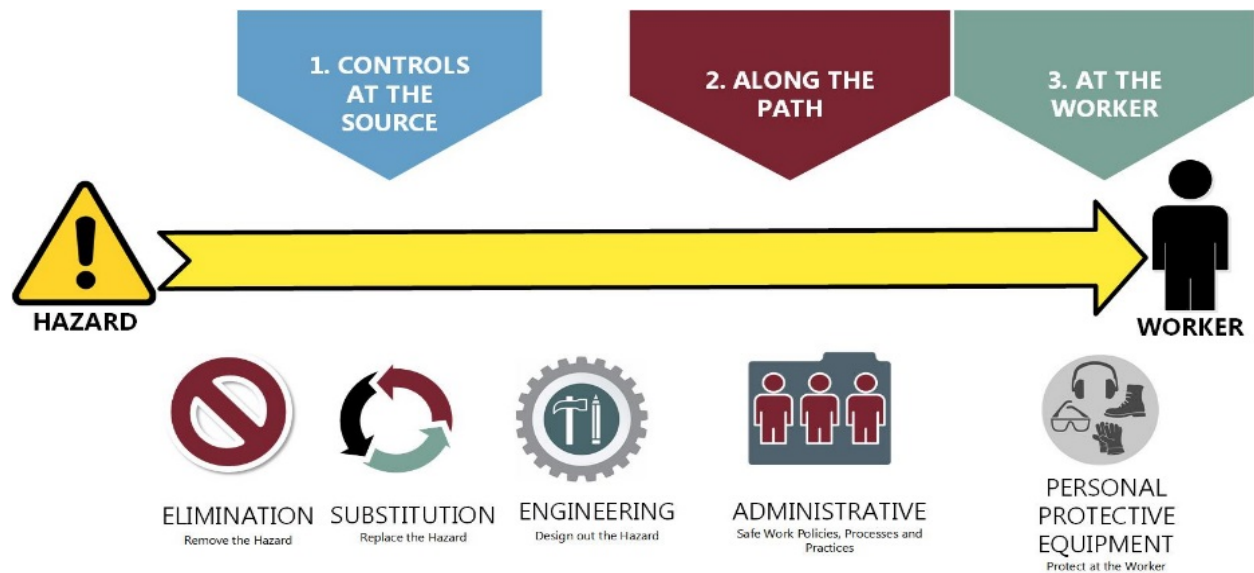 1. CONTROLS
AT THE
SOURCE
2. ALONG THE
PATH
3. AT THE
WORKER
HAZARD
WORKER
ELIMINATION
Remove the Hazard
SUBSTITUTION
Replace the Hazard
ENGINEERING
Design out the Hazard
ADMINISTRATIVE
Safe Work Policies, Processes and
Practices
PERSONAL
PROTECTIVE
EQUIPMENT
Protect at the Worker